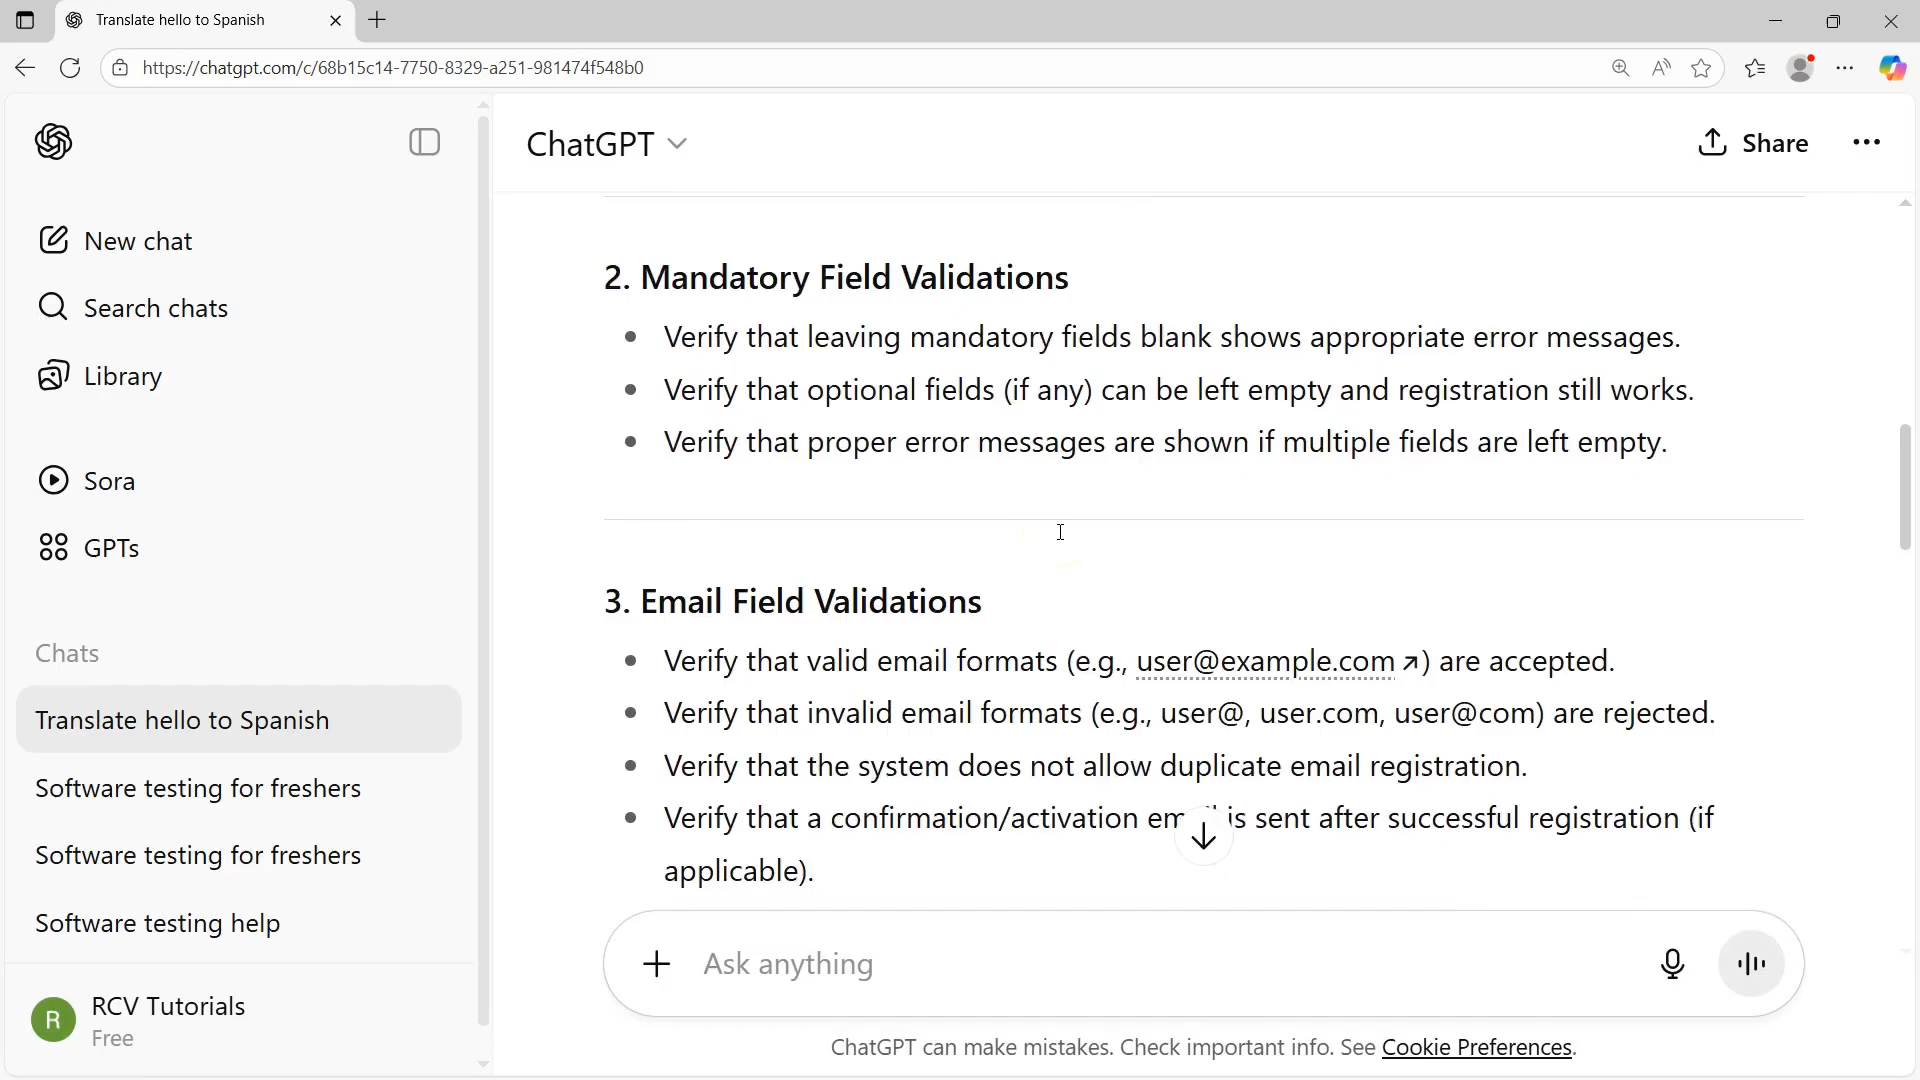 Translate hello to Spanish
https://chatgpt.com/c/68b15c14-7750-8329-a251-981474f548b0
New chat
Search chats
Library
Sora
GPTs
Chats
Translate hello to Spanish
Software testing for freshers
Software testing for freshers
Software testing help
R
RCV Tutorials
Free
ChatGPT
Share
2. Mandatory Field Validations
Verify that leaving mandatory fields blank shows appropriate error messages.
Verify that optional fields (if any) can be left empty and registration still works.
Verify that proper error messages are shown if multiple fields are left empty.
3. Email Field Validations
Verify that valid email formats (e.g., user@example.com ↗) are accepted.
Verify that invalid email formats (e.g., user@, user.com, user@com) are rejected.
Verify that the system does not allow duplicate email registration.
Verify that a confirmation/activation email is sent after successful registration (if
applicable).
Ask anything
ChatGPT can make mistakes. Check important info. See Cookie Preferences.